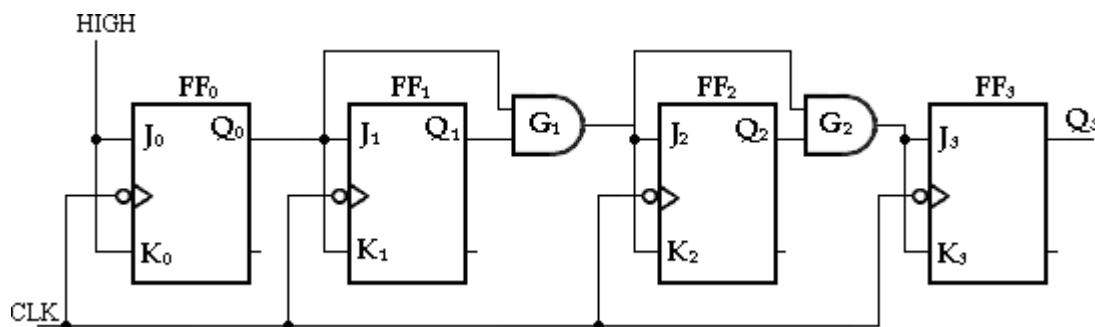 HIGH
FF₀ FF₁ FF₂ FF₃
J₀ Q₀ J₁ Q₁ G₁ J₂ Q₂ G₂ J₃ Q₃
K₀ K₁ K₂ K₃
CLK